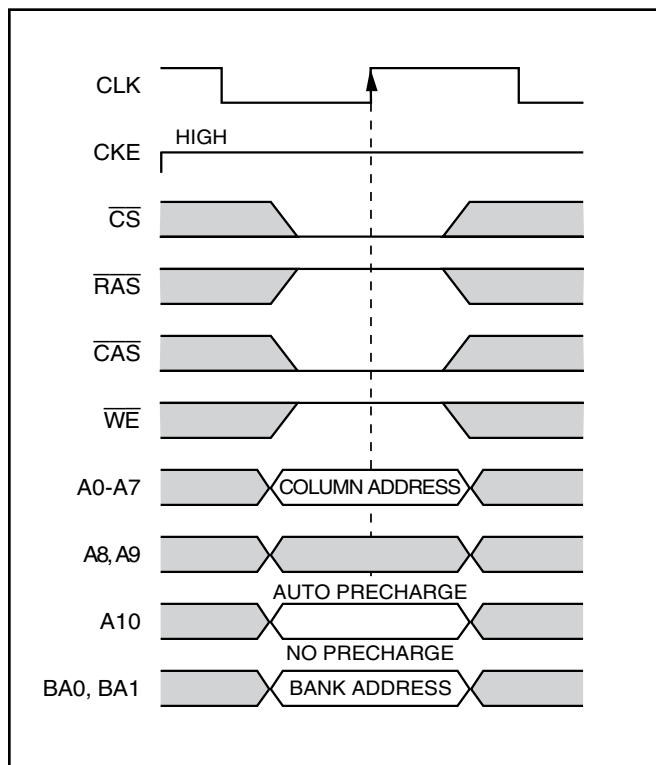 CLK
CKE HIGH
CS
RAS
CAS
WE
A0-A7 COLUMN ADDRESS
A8, A9
AUTO PRECHARGE
A10
NO PRECHARGE
BA0, BA1 BANK ADDRESS